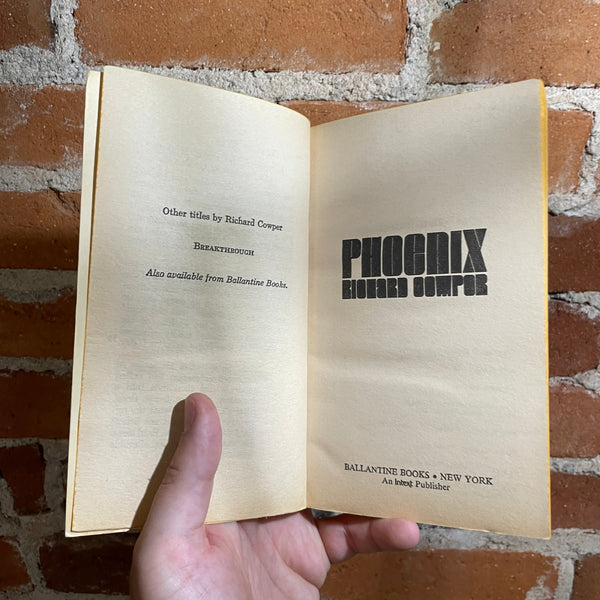 Other titles by Richard Cowper
BREAKTHROUGH
Also available from Ballantine Books.
PHOENIX
RICHARD COWPER
BALLANTINE BOOKS • NEW YORK
An Intext Publisher